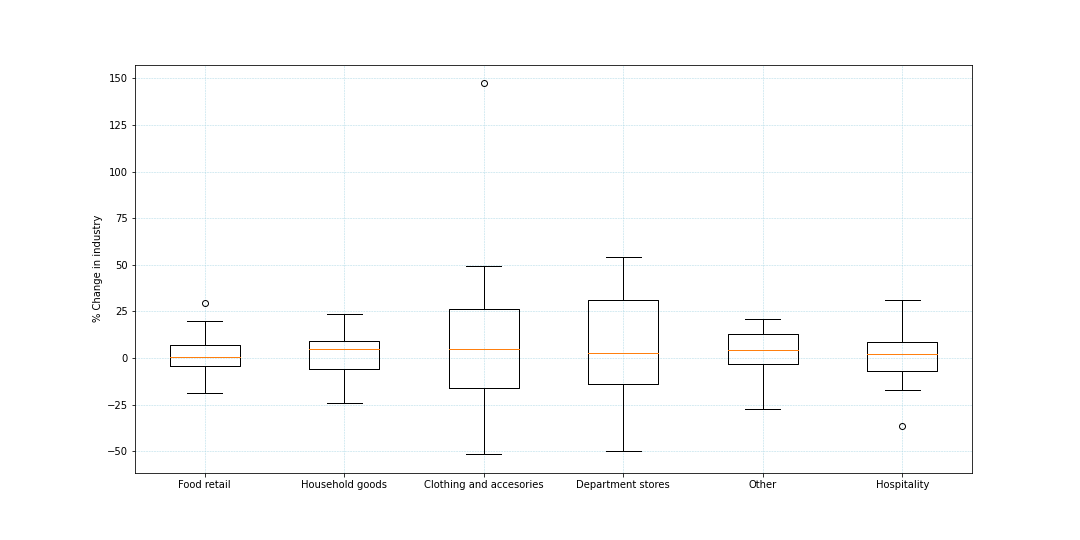 150
125
100
75
50
25
0
−25
−50
% Change in industry
Food retail
Household goods
Clothing and accesories
Department stores
Other
Hospitality